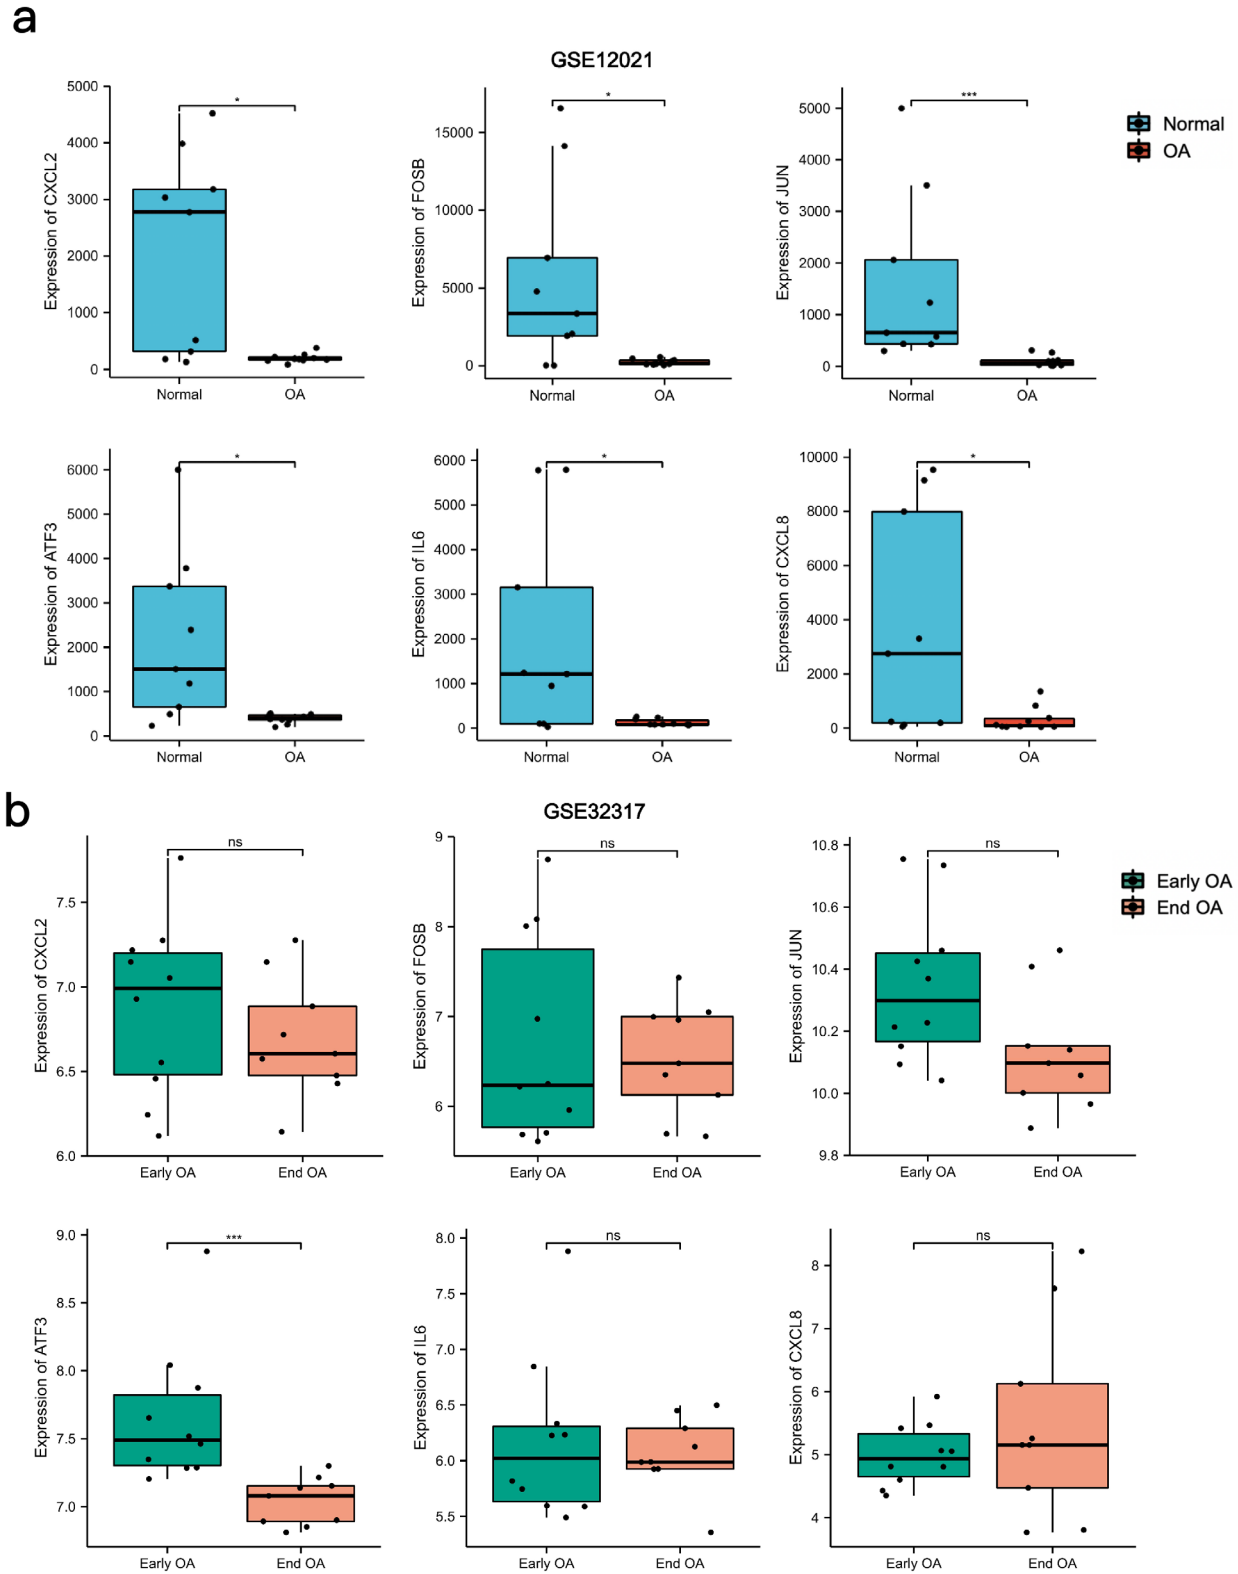 a
GSE12021
Expression of CXCL2
5000
4000
3000
2000
1000
0
*
Normal
OA
Expression of FOSB
15000
10000
5000
0
*
Normal
OA
Expression of JUN
5000
4000
3000
2000
1000
0
***
Normal
OA
Normal
OA
Expression of ATF3
6000
5000
4000
3000
2000
1000
0
*
Normal
OA
Expression of IL6
6000
5000
4000
3000
2000
1000
0
*
Normal
OA
Expression of CXCL8
10000
8000
6000
4000
2000
0
*
Normal
OA
b
GSE32317
Expression of CXCL2
7.5
7.0
6.5
6.0
ns
Early OA
End OA
Expression of FOSB
9
8
7
6
ns
Early OA
End OA
Expression of JUN
10.8
10.6
10.4
10.2
10.0
9.8
ns
Early OA
End OA
Early OA
End OA
Expression of ATF3
9.0
8.5
8.0
7.5
7.0
***
Early OA
End OA
Expression of IL6
8.0
7.5
7.0
6.5
6.0
5.5
ns
Early OA
End OA
Expression of CXCL8
8
7
6
5
4
ns
Early OA
End OA